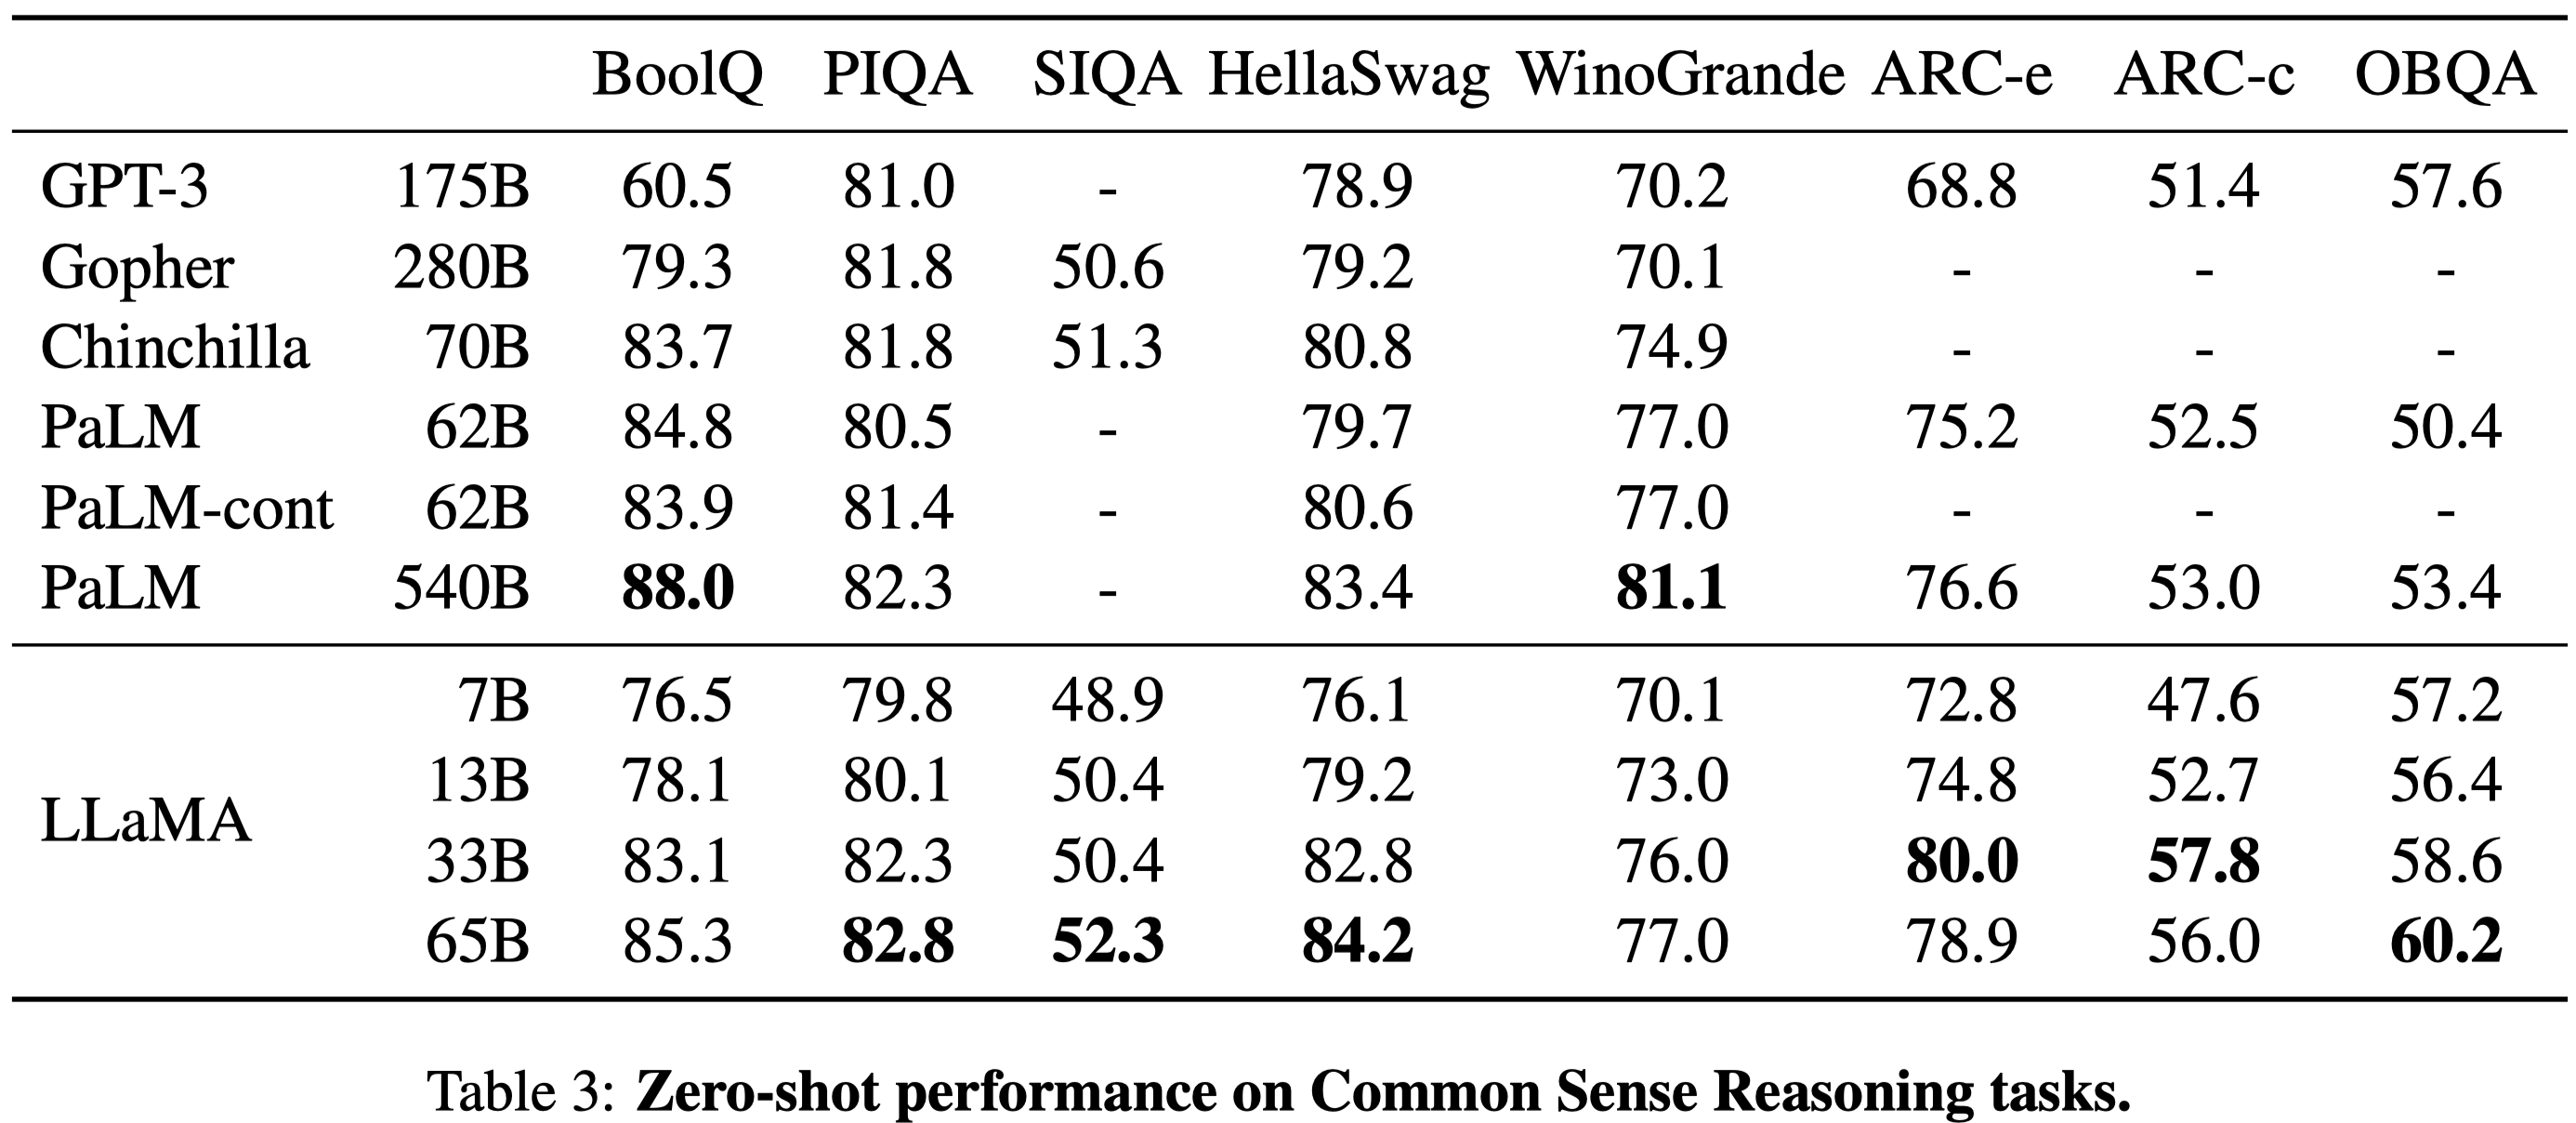 BoolQ PIQA SIQA HellaSwag WinoGrande ARC-e ARC-c OBQA
GPT-3 175B 60.5 81.0 - 78.9 70.2 68.8 51.4 57.6
Gopher 280B 79.3 81.8 50.6 79.2 70.1 - - -
Chinchilla 70B 83.7 81.8 51.3 80.8 74.9 - - -
PaLM 62B 84.8 80.5 - 79.7 77.0 75.2 52.5 50.4
PaLM-cont 62B 83.9 81.4 - 80.6 77.0 - - -
PaLM 540B 88.0 82.3 - 83.4 81.1 76.6 53.0 53.4
7B 76.5 79.8 48.9 76.1 70.1 72.8 47.6 57.2
13B 78.1 80.1 50.4 79.2 73.0 74.8 52.7 56.4
LLaMA
33B 83.1 82.3 50.4 82.8 76.0 80.0 57.8 58.6
65B 85.3 82.8 52.3 84.2 77.0 78.9 56.0 60.2
Table 3: Zero-shot performance on Common Sense Reasoning tasks.